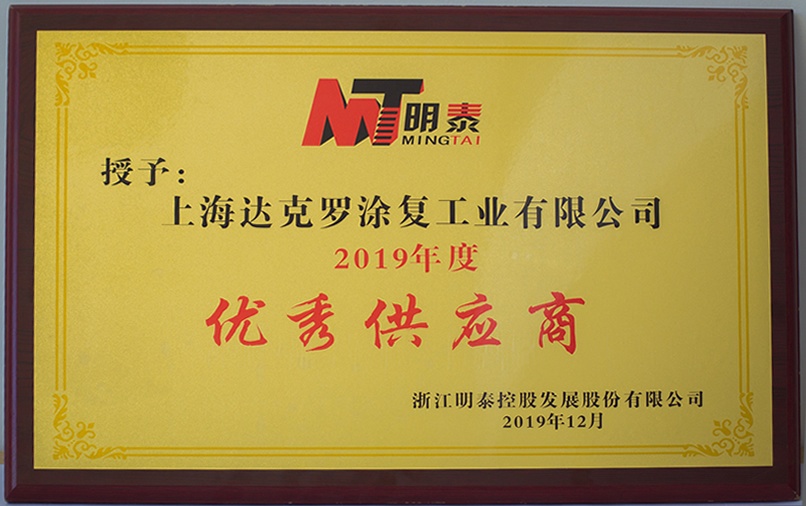 MT明泰
MINGTAI
授予：
上海达克罗涂复工业有限公司
2019年度
优秀供应商
浙江明泰控股发展股份有限公司
2019年12月